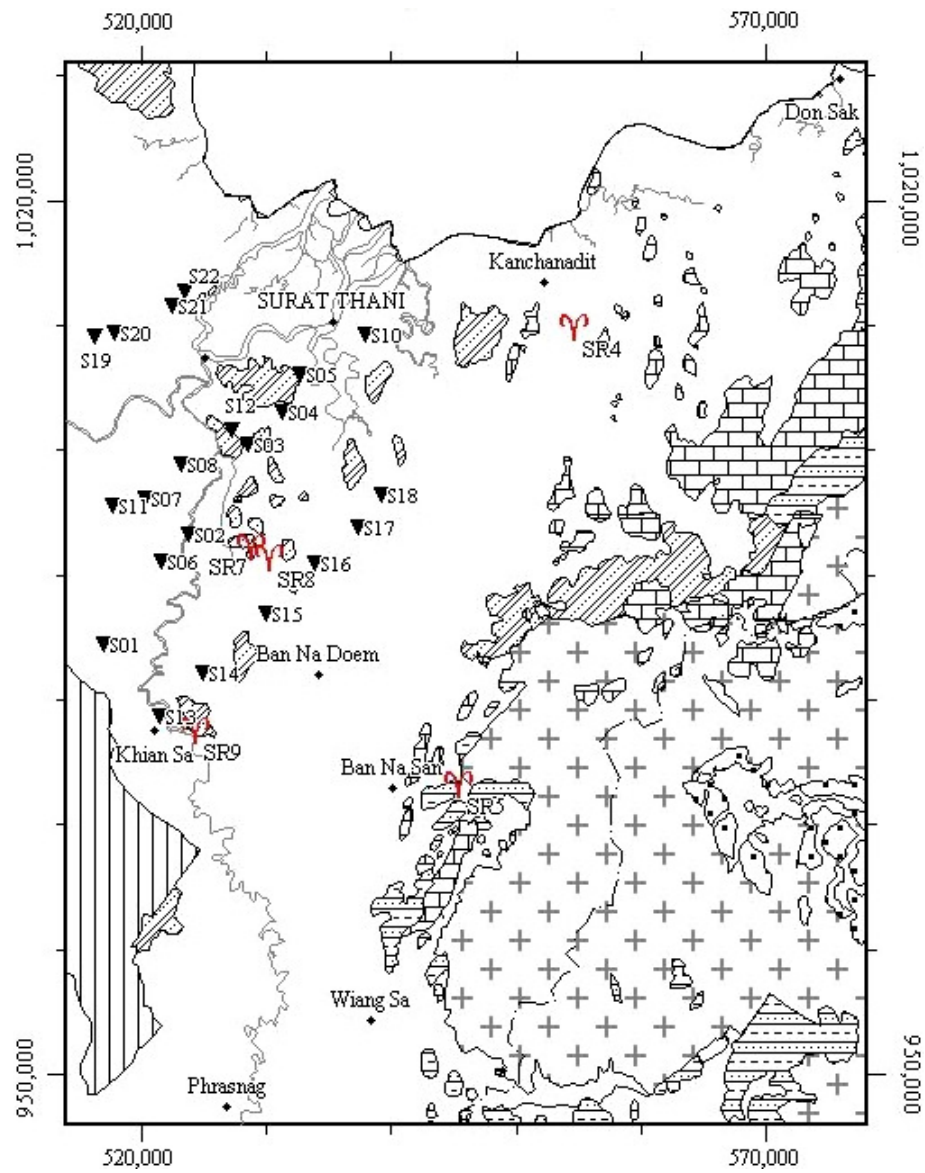 520,000
570,000
Don Sak
1,020,000
1,020,000
Kanchanadit
S22
S21
SURAT THANI
S20
S10
SR4
S19
S05
S12
S04
S03
S08
S07
S18
S11
S17
S02
SR7
S06
S16
SR8
S15
S01
Ban Na Doem
S14
S13
Khian Sa
SR9
Ban Na San
SR5
Wiang Sa
950,000
950,000
Phrasnag
520,000
570,000